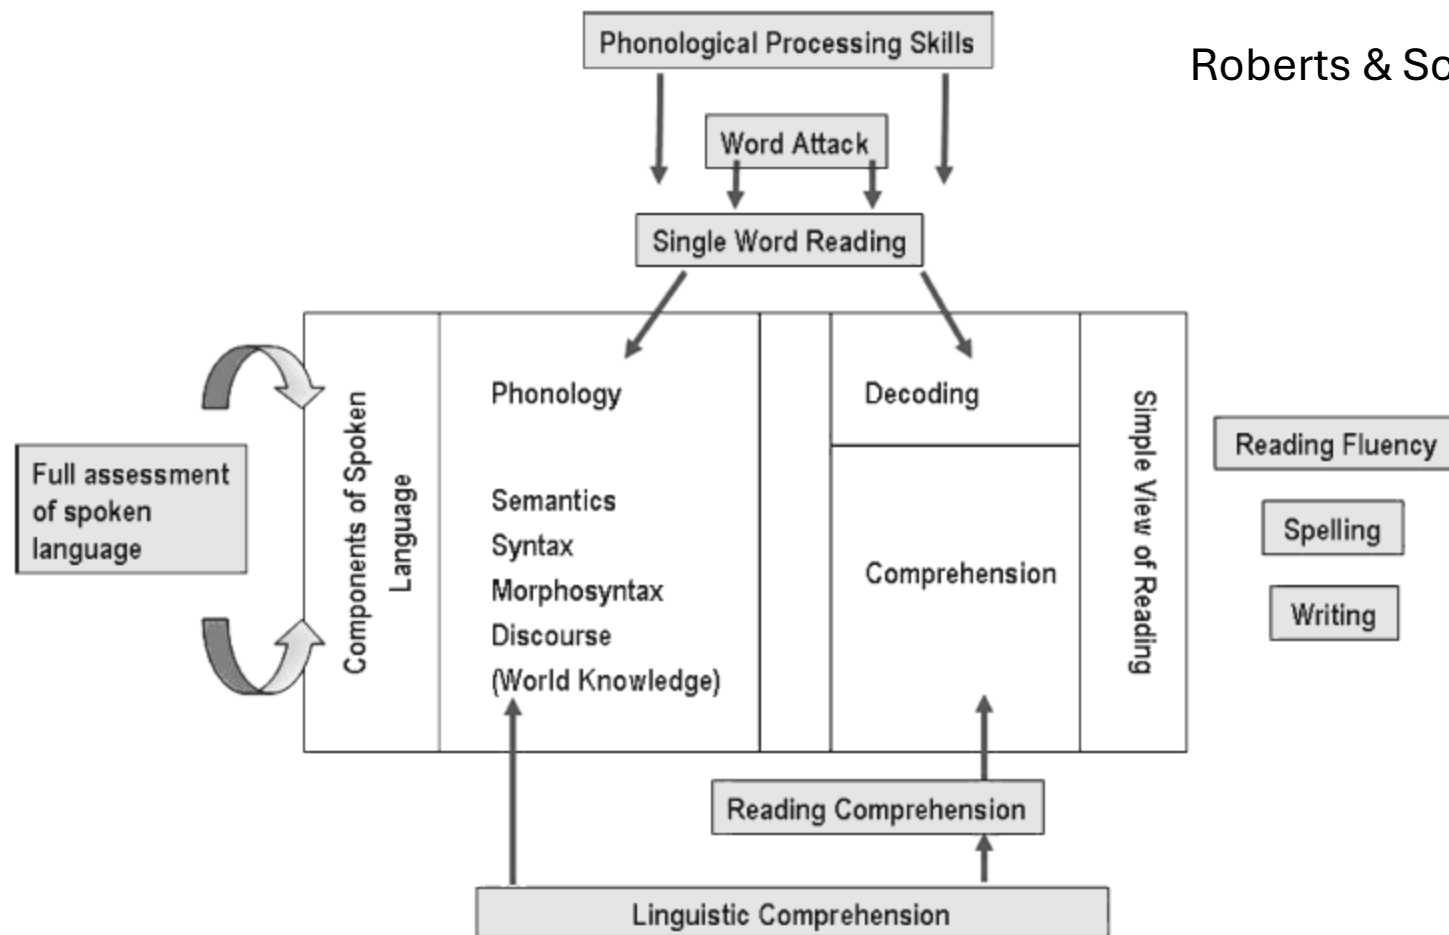 Phonological Processing Skills
Roberts &
Word Attack
Single Word Reading
Full assessment
of spoken
language
Components of Spoken
Language
Phonology
Semantics
Syntax
Morphosyntax
Discourse
(World Knowledge)
Decoding
Comprehension
Simple View of Reading
Reading Fluency
Spelling
Writing
Reading Comprehension
Linguistic Comprehension